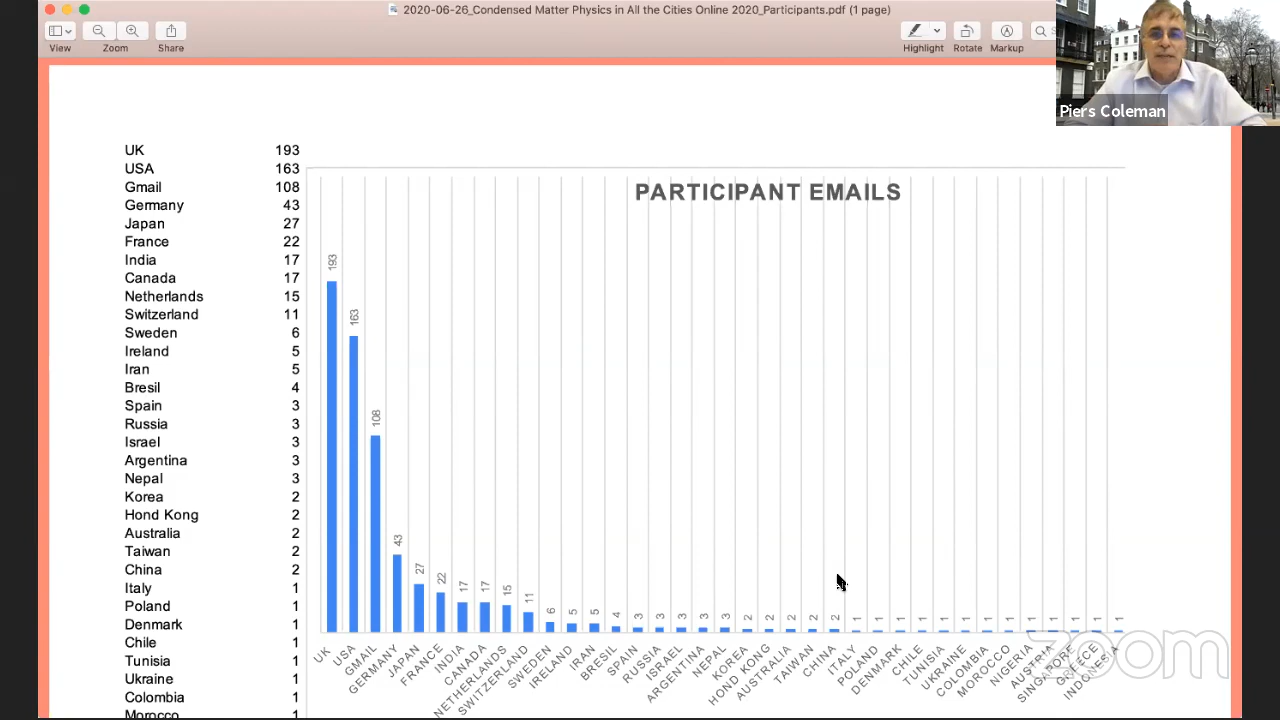 2020-06-26_Condensed Matter Physics in All the Cities Online 2020_Participants.pdf (1 page)
View Zoom Share Highlight Rotate Markup
Piers Coleman
UK 193
USA 163
Gmail 108
Germany 43
Japan 27
France 22
India 17
Canada 17
Netherlands 15
Switzerland 11
Sweden 6
Ireland 5
Iran 5
Bresil 4
Spain 3
Russia 3
Israel 3
Argentina 3
Nepal 3
Korea 2
Hond Kong 2
Australia 2
Taiwan 2
China 2
Italy 1
Poland 1
Denmark 1
Chile 1
Tunisia 1
Ukraine 1
Colombia 1
Morocco 1
PARTICIPANT EMAILS
193 163 108 43 27 22 17 17 15 11 6 5 5 4 3 3 3 3 3 2 2 2 2 2 1 1 1 1 1 1 1 1 1 1 1 1 1
UK
USA
GMAIL
GERMANY
JAPAN
FRANCE
INDIA
CANADA
NETHERLANDS
SWITZERLAND
SWEDEN
IRELAND
IRAN
BRESIL
SPAIN
RUSSIA
ISRAEL
ARGENTINA
NEPAL
KOREA
HOND KONG
AUSTRALIA
TAIWAN
CHINA
ITALY
POLAND
DENMARK
CHILE
TUNISIA
UKRAINE
COLOMBIA
MOROCCO
NIGERIA
AUSTRIA
SINGAPORE
GREECE
INDONESIA
zoom